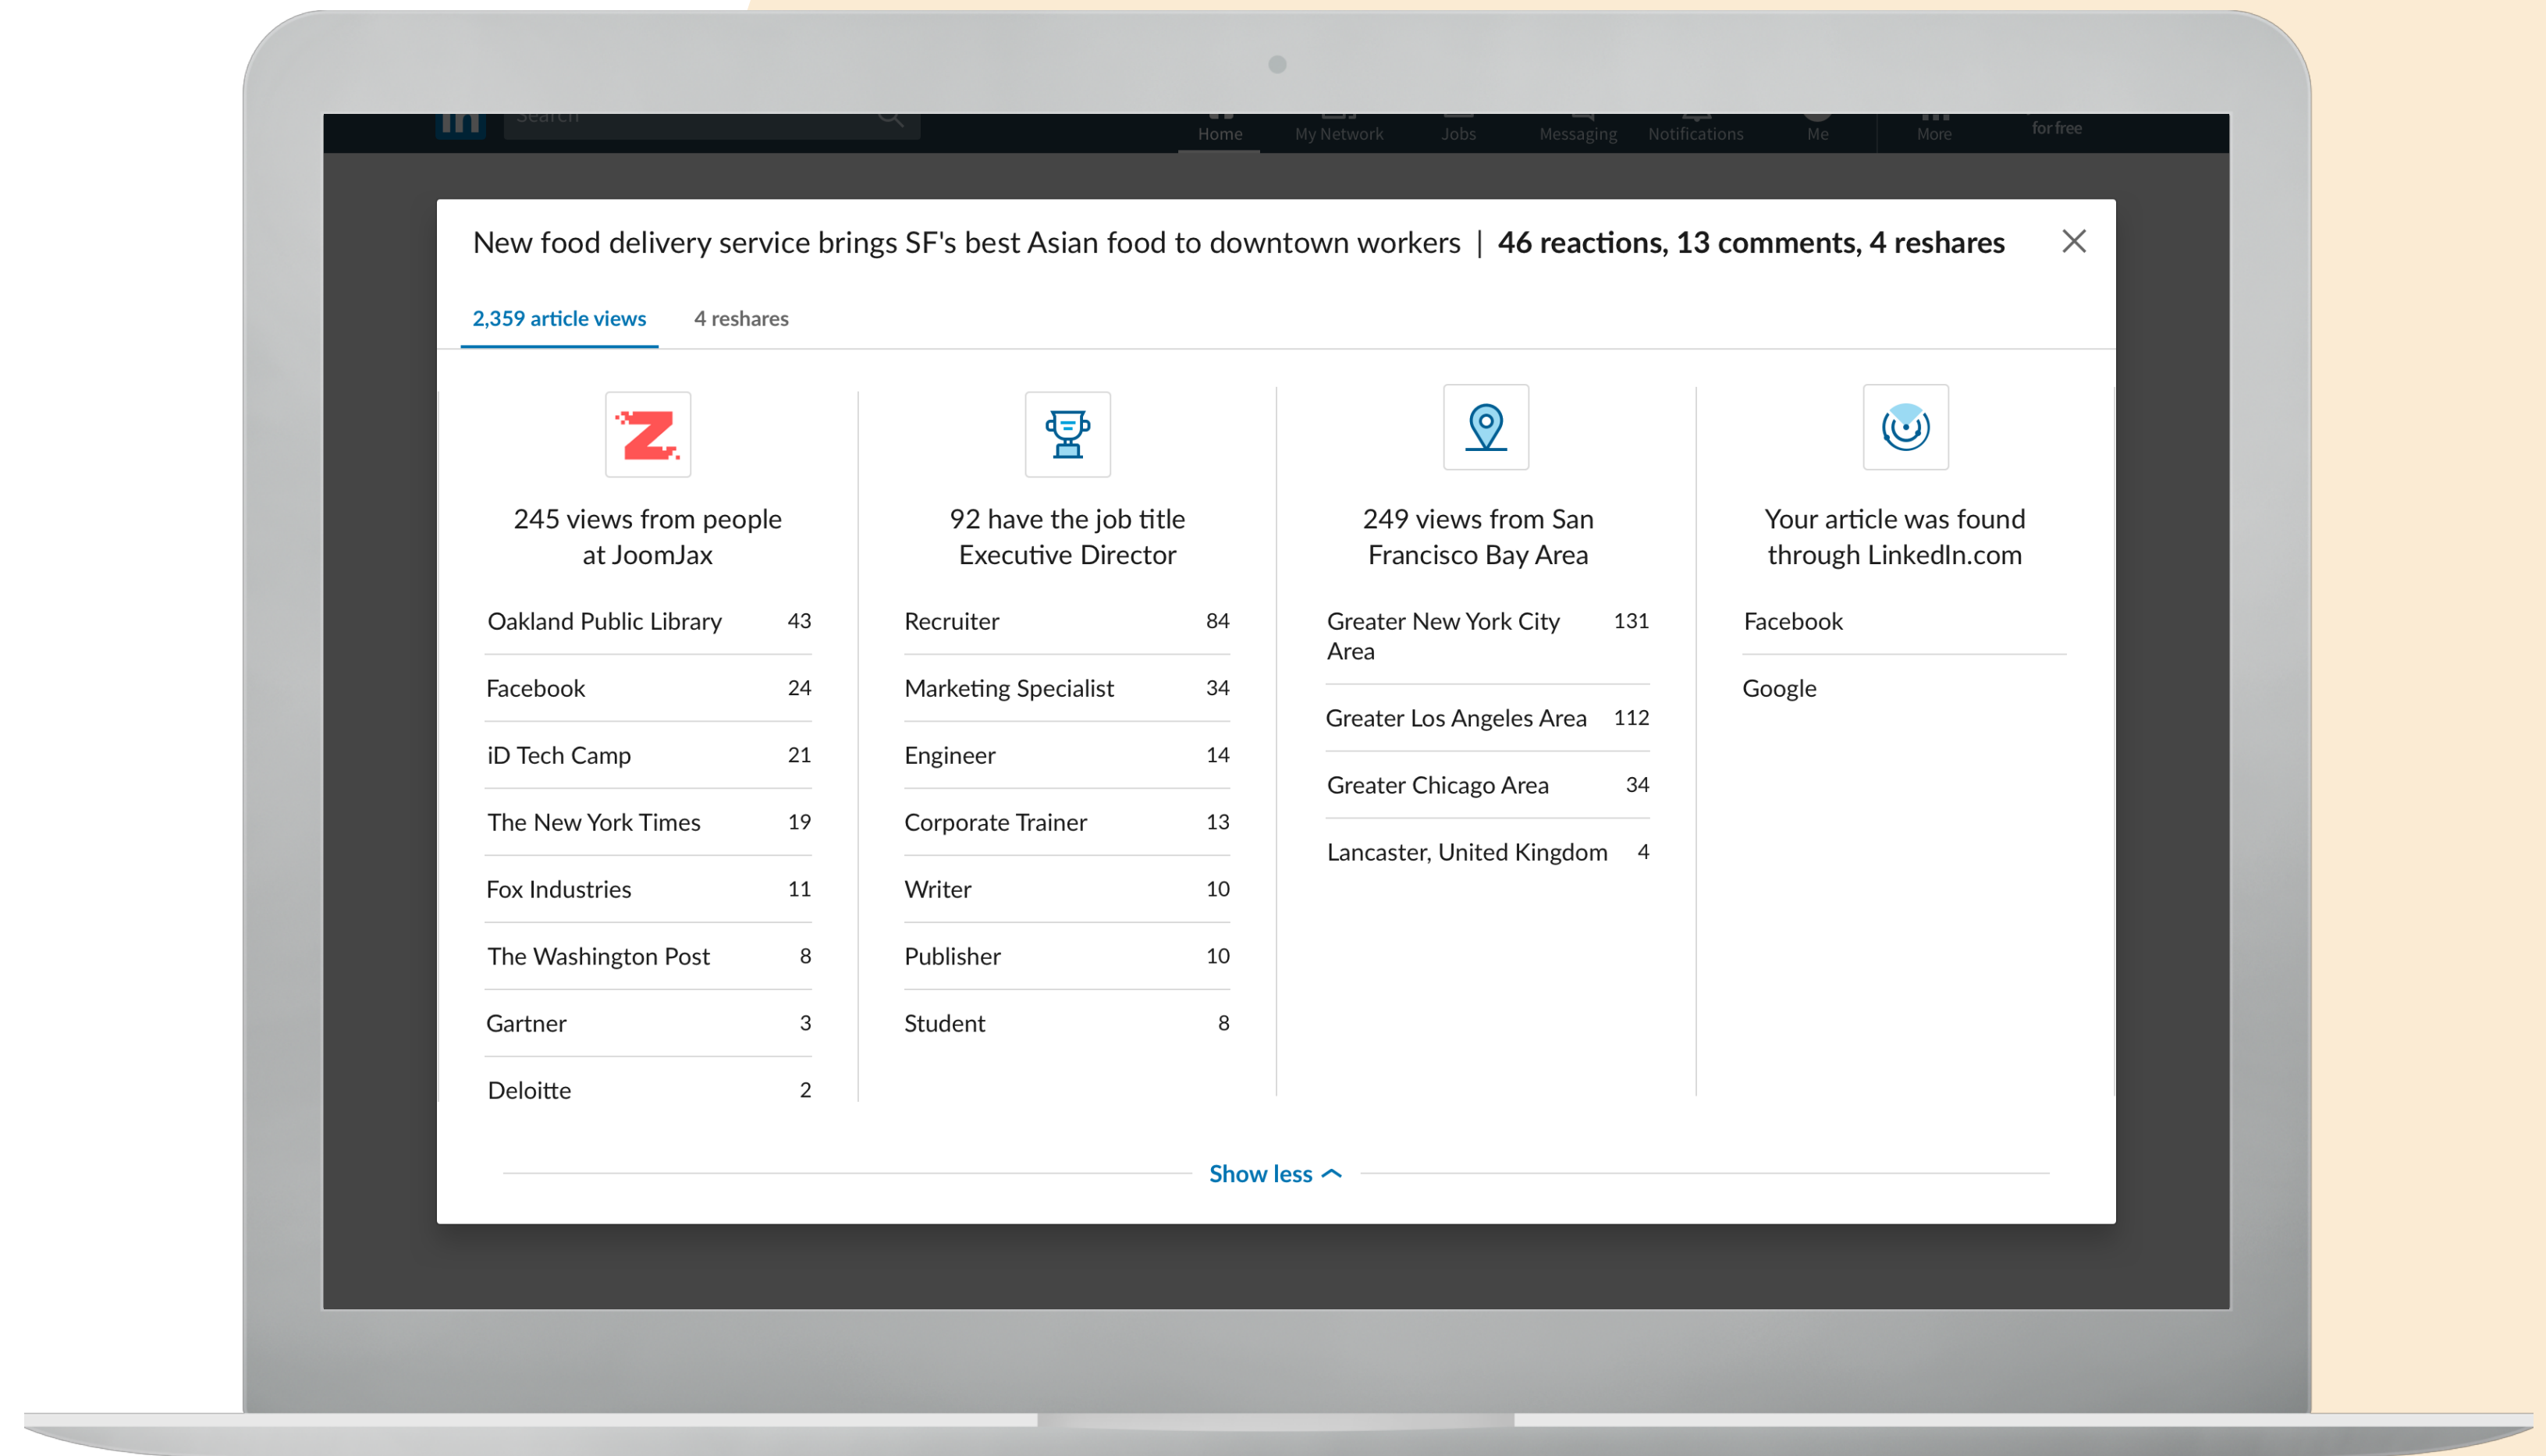 in Search
Home My Network Jobs Messaging Notifications Me More for free
New food delivery service brings SF's best Asian food to downtown workers | 46 reactions, 13 comments, 4 reshares
2,359 article views 4 reshares
245 views from people
at JoomJax
Oakland Public Library 43
Facebook 24
iD Tech Camp 21
The New York Times 19
Fox Industries 11
The Washington Post 8
Gartner 3
Deloitte 2
92 have the job title
Executive Director
Recruiter 84
Marketing Specialist 34
Engineer 14
Corporate Trainer 13
Writer 10
Publisher 10
Student 8
249 views from San
Francisco Bay Area
Greater New York City 131
Area
Greater Los Angeles Area 112
Greater Chicago Area 34
Lancaster, United Kingdom 4
Your article was found
through LinkedIn.com
Facebook
Google
Show less